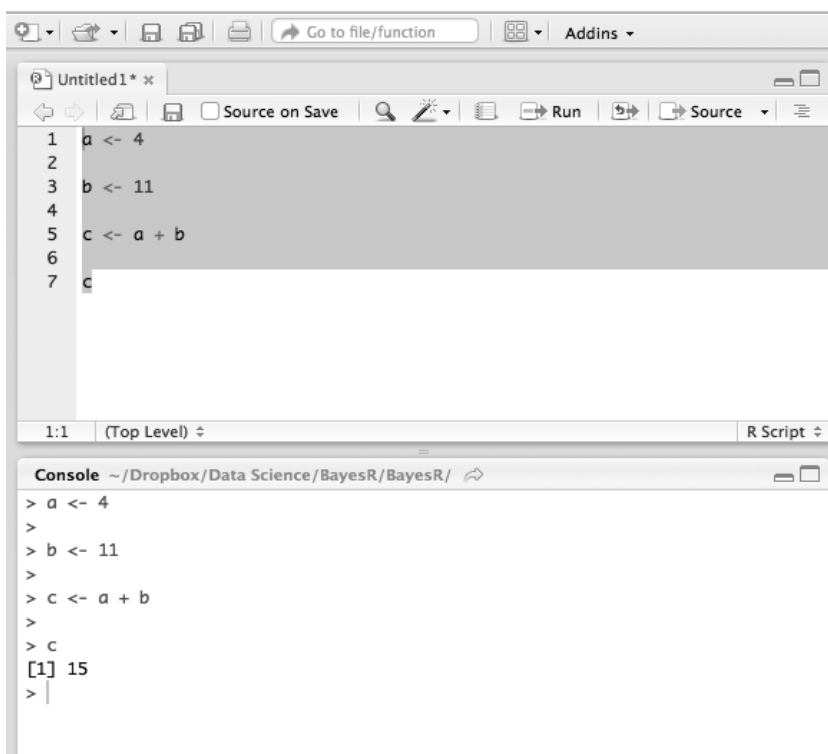 Go to file/function Addins
Untitled1*
Source on Save Run Source
1 a <- 4
2
3 b <- 11
4
5 c <- a + b
6
7 c
1:1 (Top Level) R Script
Console ~/Dropbox/Data Science/BayesR/BayesR/
> a <- 4
>
> b <- 11
>
> c <- a + b
>
> c
[1] 15
>